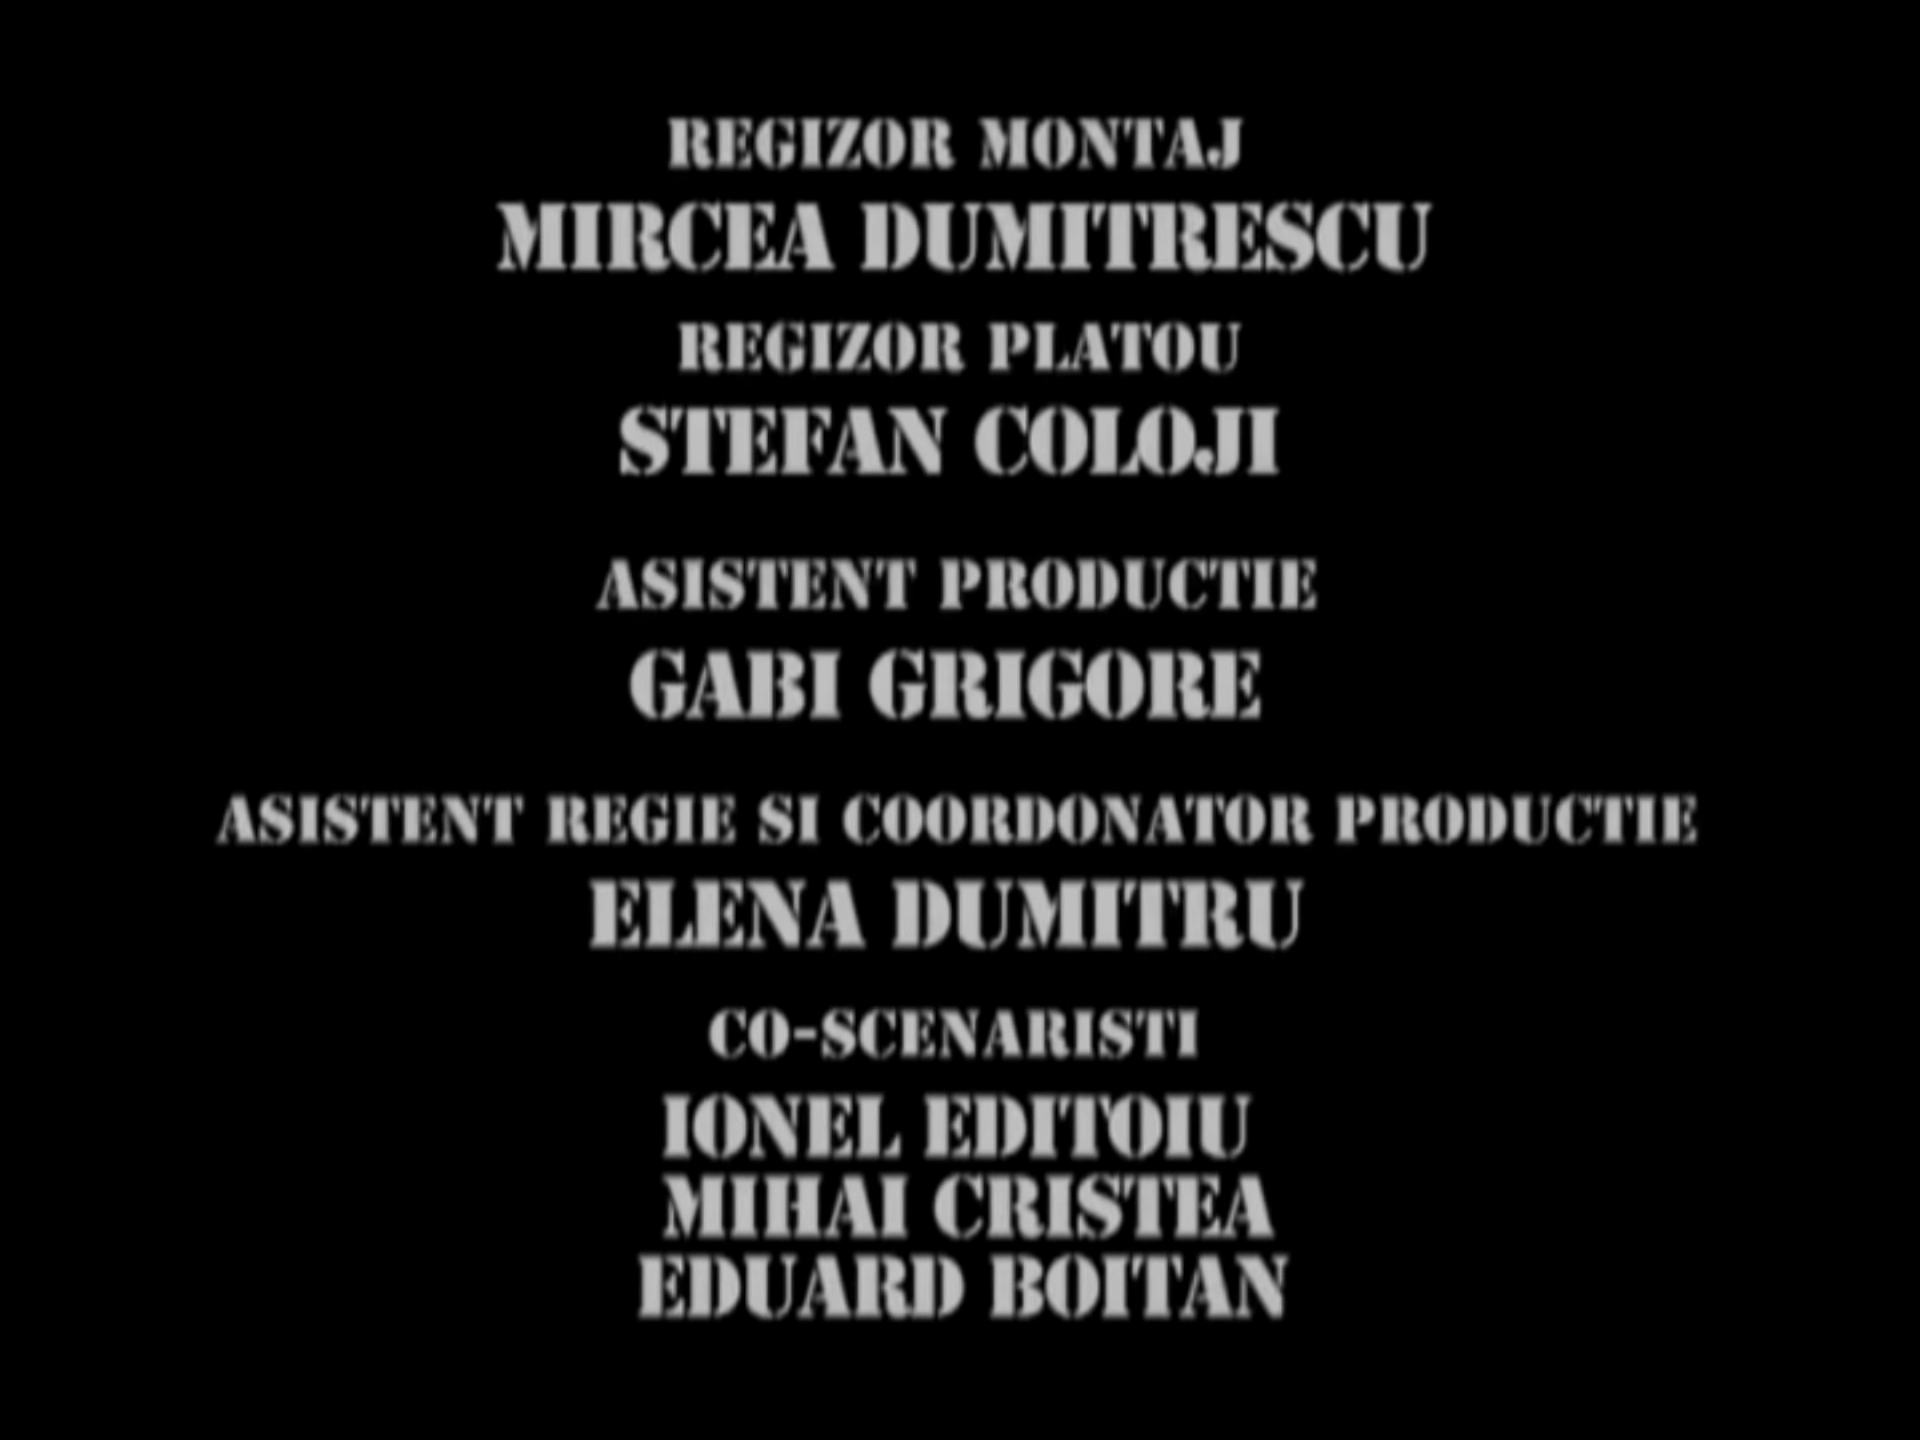 REGIZOR MONTAJ
MIRCEA DUMITRESCU
REGIZOR PLATOU
STEFAN COLOJI
ASISTENT PRODUCTIE
GABI GRIGORE
ASISTENT REGIE SI COORDONATOR PRODUCTIE
ELENA DUMITRU
CO-SCENARISTI
IONEL EDITOIU
MIHAI CRISTEA
EDUARD BOITAN